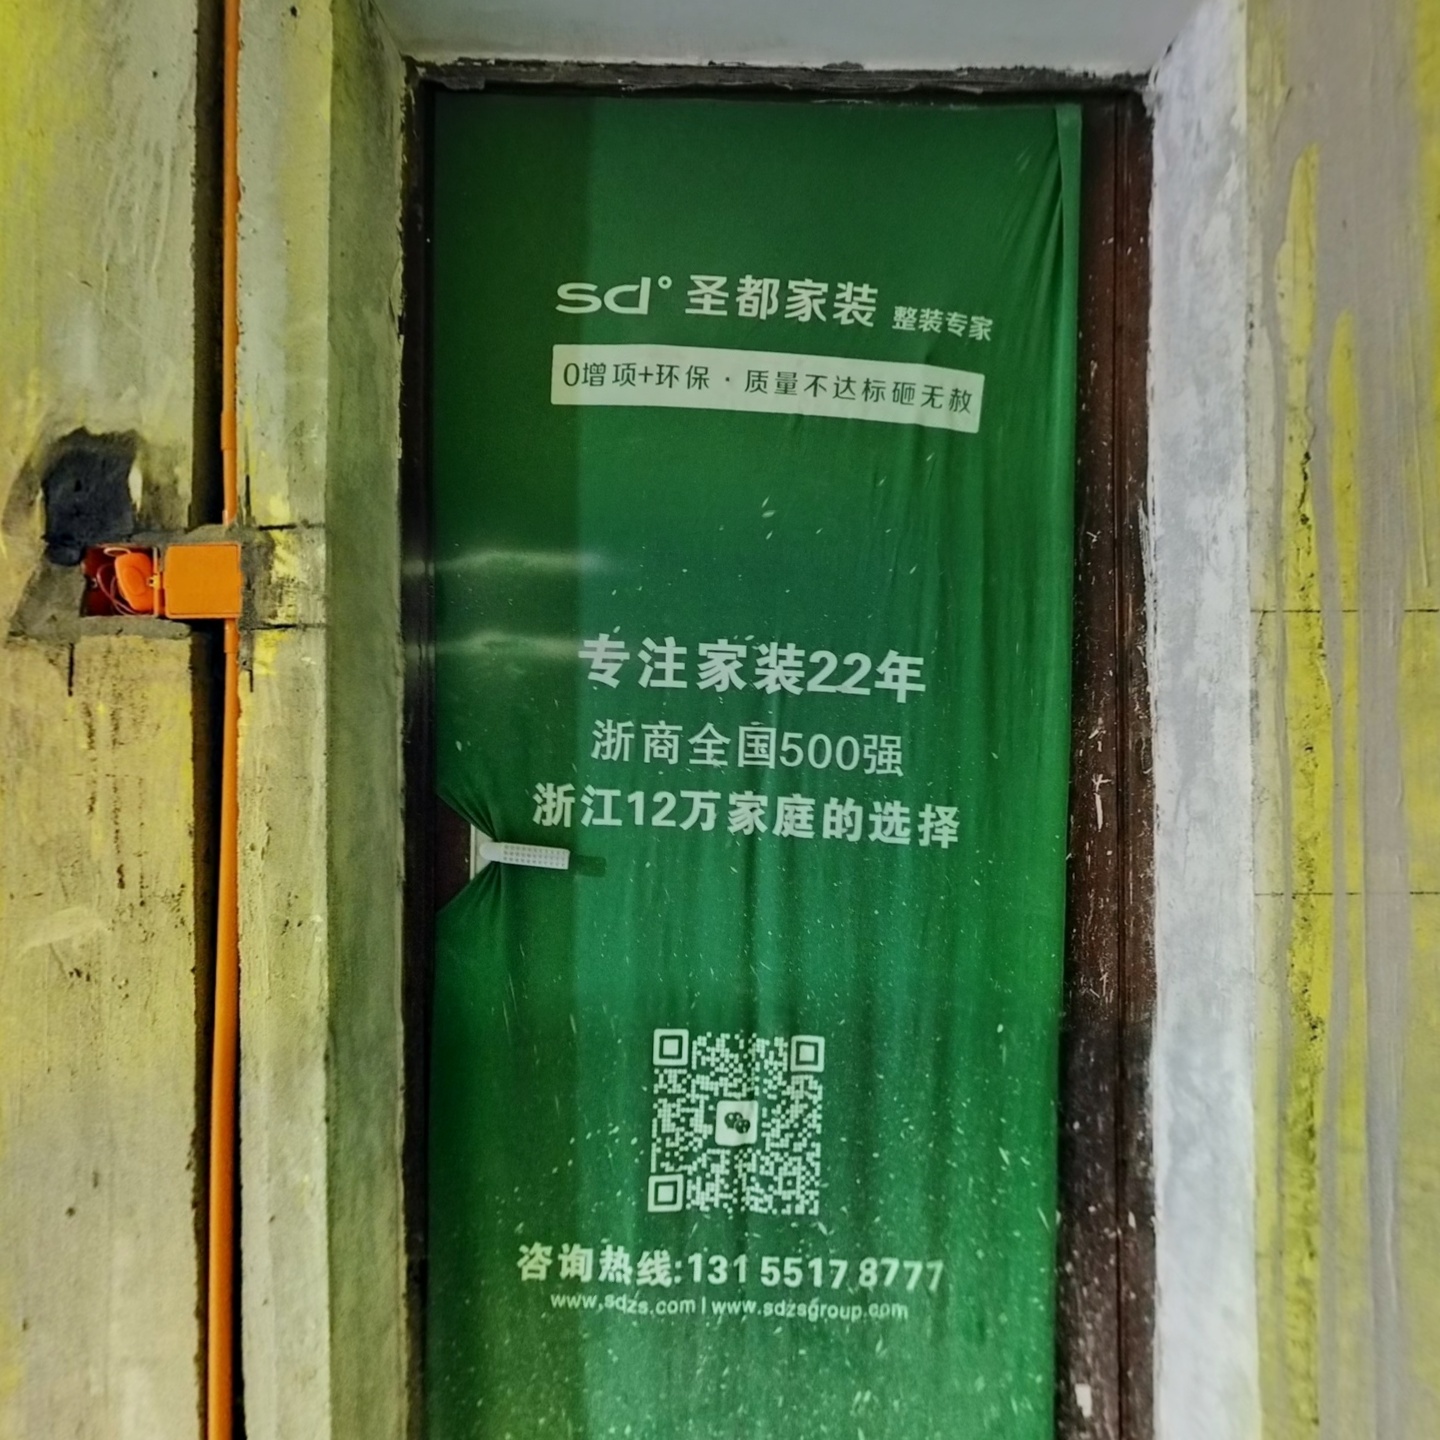 sd° 圣都家装 整装专家
0增项+环保·质量不达标砸无赦
专注家装22年
浙商全国500强
浙江12万家庭的选择
咨询热线:131 5517 8777
www.sdzs.com | www.sdzsgroup.com